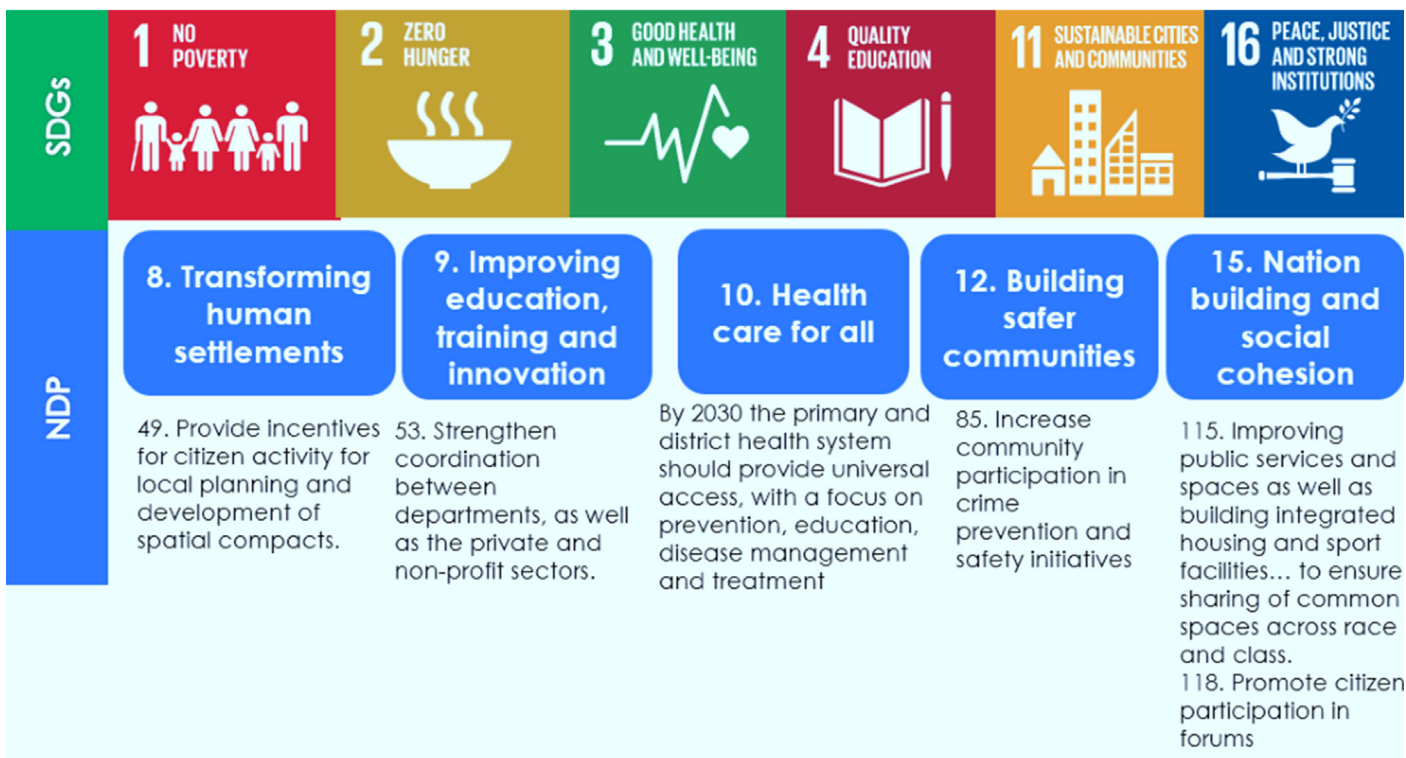 SDGs
1 NO
POVERTY
2 ZERO
HUNGER
3 GOOD HEALTH
AND WELL-BEING
4 QUALITY
EDUCATION
11 SUSTAINABLE CITIES
AND COMMUNITIES
16 PEACE, JUSTICE
AND STRONG
INSTITUTIONS
NDP
8. Transforming
human
settlements
49. Provide incentives
for citizen activity for
local planning and
development of
spatial compacts.
9. Improving
education,
training and
innovation
53. Strengthen
coordination
between
departments, as well
as the private and
non-profit sectors.
10. Health
care for all
By 2030 the primary and
district health system
should provide universal
access, with a focus on
prevention, education,
disease management
and treatment
12. Building
safer
communities
85. Increase
community
participation in
crime
prevention and
safety initiatives
15. Nation
building and
social
cohesion
115. Improving
public services and
spaces as well as
building integrated
housing and sport
facilities... to ensure
sharing of common
spaces across race
and class.
118. Promote citizen
participation in
forums